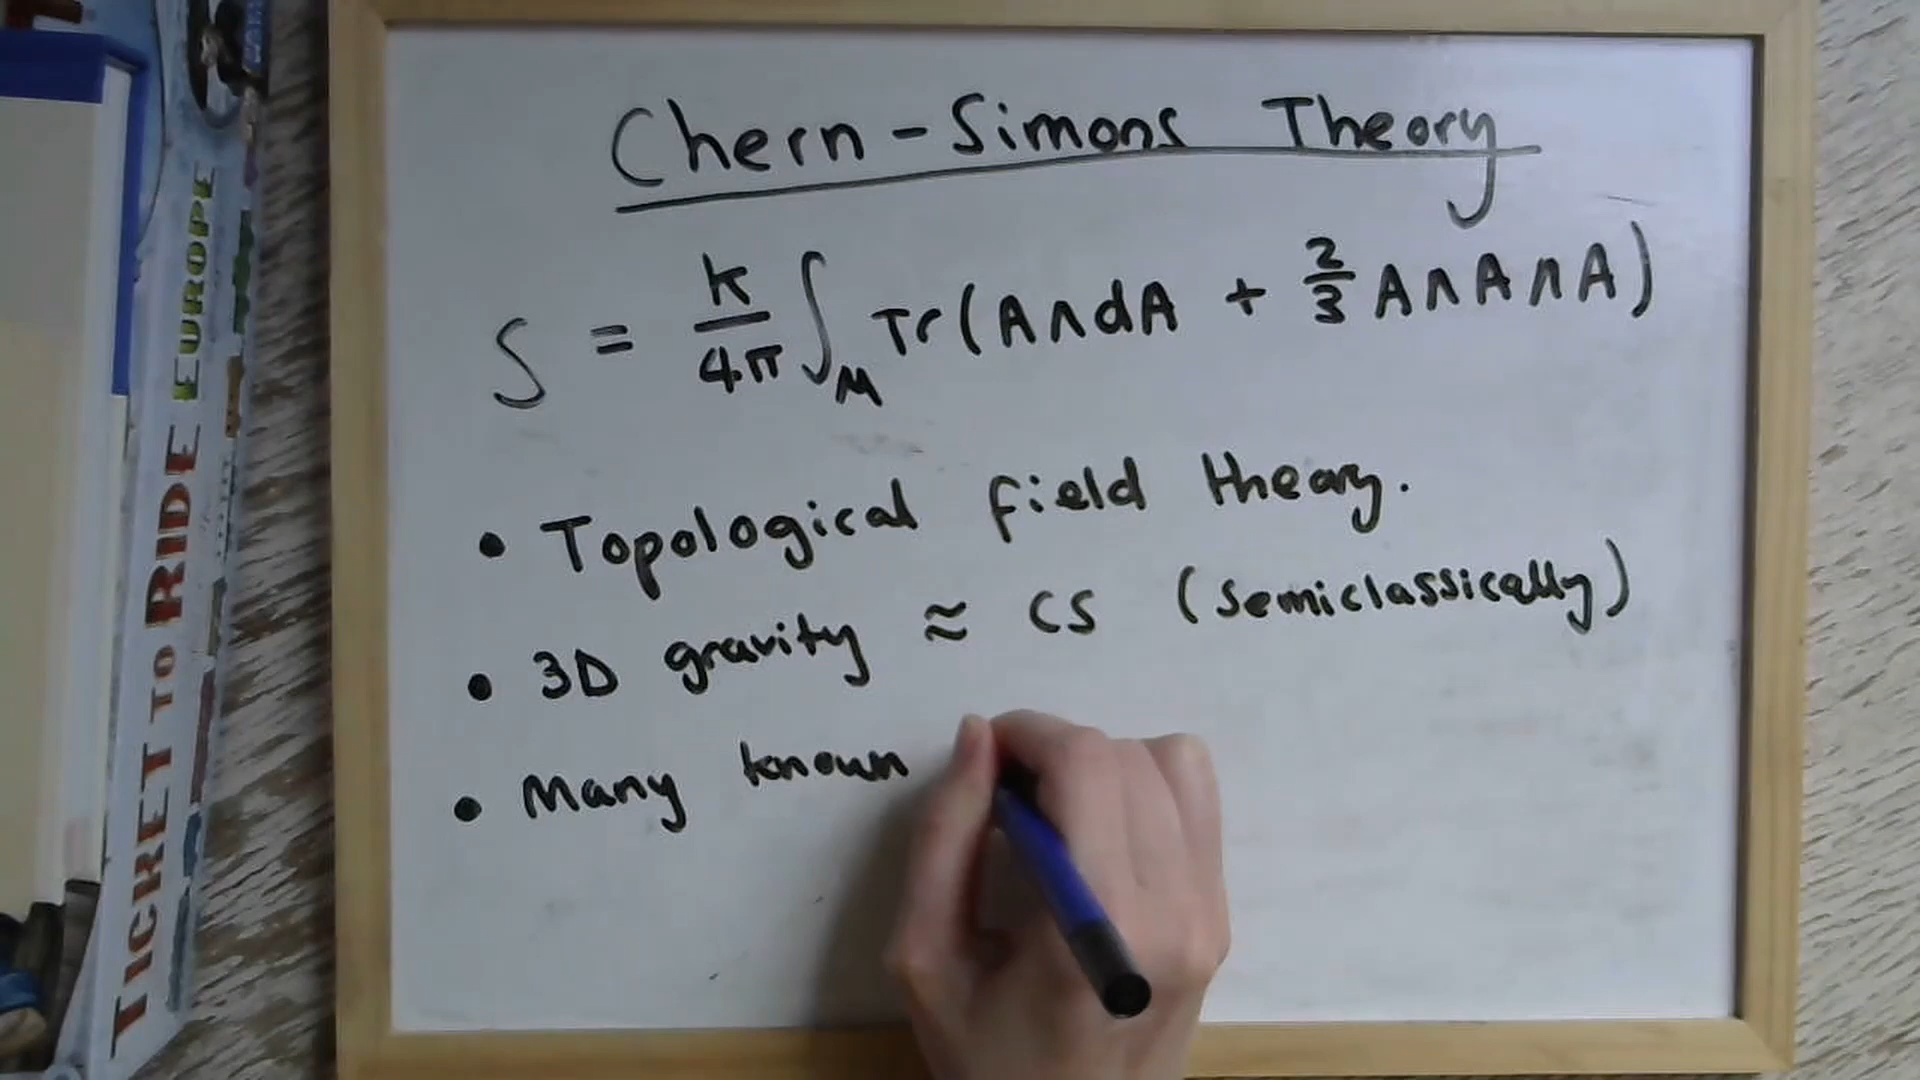 Chern-Simons Theory
S = k/4π ∫_M Tr(A∧dA + 2/3 A∧A∧A)
• Topological field theory.
• 3D gravity ≈ CS (semiclassically)
• Many known
TICKET TO RIDE EUROPE